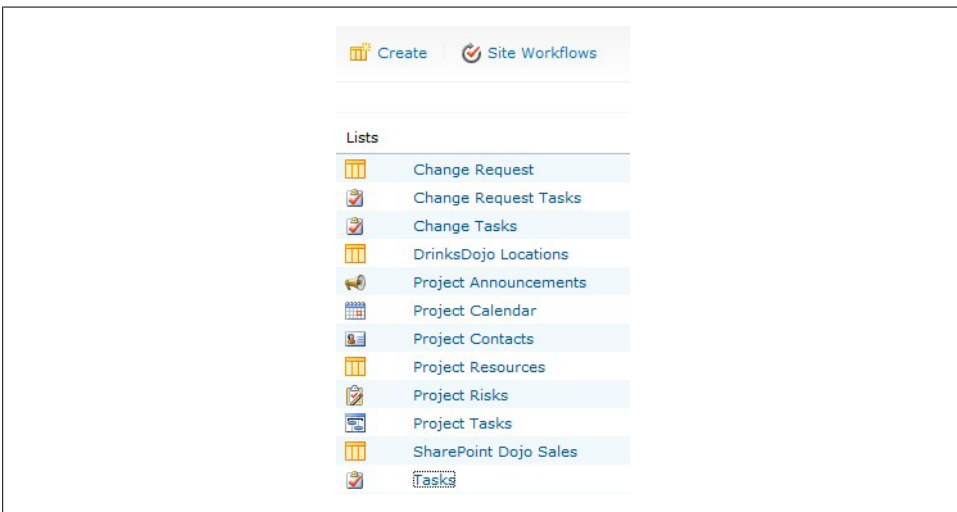 Create Site Workflows
Lists
Change Request
Change Request Tasks
Change Tasks
DrinksDojo Locations
Project Announcements
Project Calendar
Project Contacts
Project Resources
Project Risks
Project Tasks
SharePoint Dojo Sales
Tasks